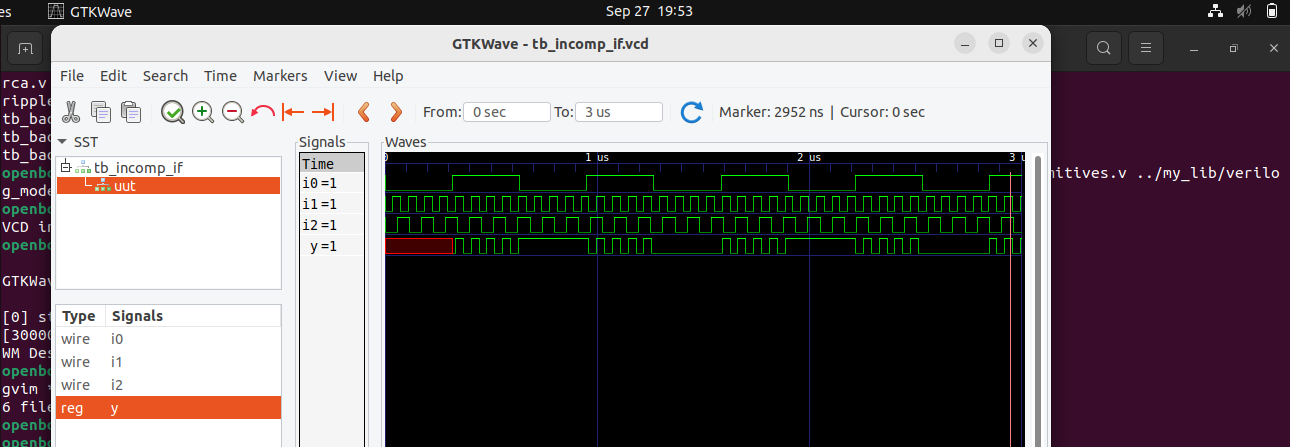 es GTKWave Sep 27 19:53
GTKWave - tb_incomp_if.vcd
File Edit Search Time Markers View Help
From: 0 sec To: 3 us Marker: 2952 ns | Cursor: 0 sec
SST
Signals
Waves
tb_incomp_if
uut
Time
i0=1
i1=1
i2=1
y=1
0 1 us 2 us 3 u
Type Signals
wire i0
wire i1
wire i2
reg y
rca.v
ripple
tb_bac
tb_bac
tb_bac
openbo
mitives.v ../my_lib/verilo
g_mode
openbo
VCD in
openbo
GTKWav
[0] st
[30000
WM Des
openbo
gvim *
6 file
openbo
openbo